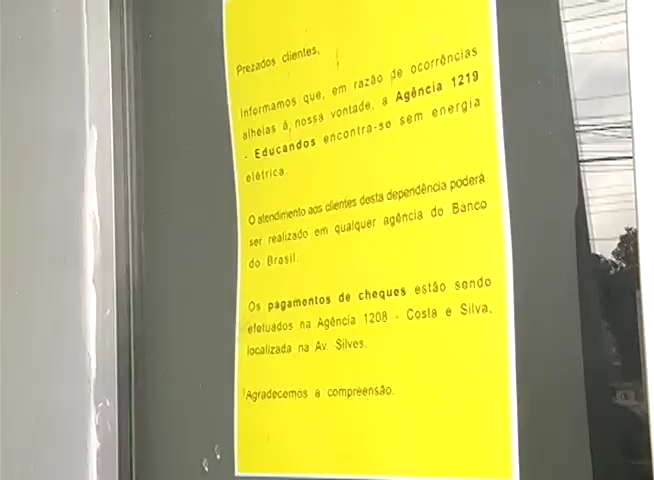 Prezados clientes,
Informamos que, em razão de ocorrências
alheias à nossa vontade, a Agência 1219
- Educandos encontra-se sem energia
elétrica.
O atendimento aos clientes desta dependência poderá
ser realizado em qualquer agência do Banco
do Brasil.
Os pagamentos de cheques estão sendo
efetuados na Agência 1208 - Costa e Silva,
localizada na Av. Silves.
Agradecemos a compreensão.